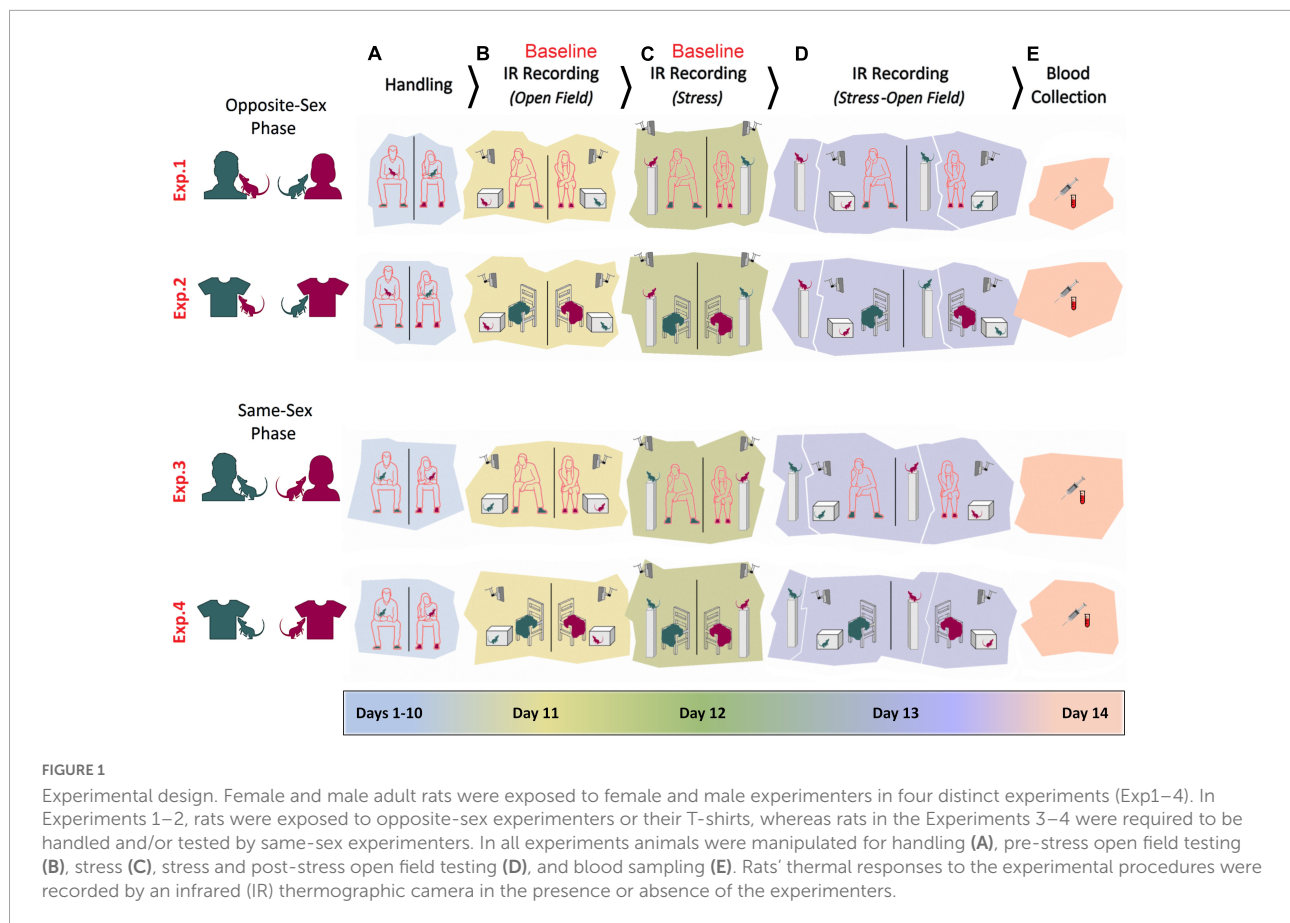 A
Handling
B
Baseline
IR Recording
(Open Field)
C
Baseline
IR Recording
(Stress)
D
IR Recording
(Stress-Open Field)
E
Blood
Collection
Opposite-Sex
Phase
Exp.1
Exp.2
Same-Sex
Phase
Exp.3
Exp.4
Days 1-10
Day 11
Day 12
Day 13
Day 14
FIGURE 1
Experimental design. Female and male adult rats were exposed to female and male experimenters in four distinct experiments (Exp1–4). In
Experiments 1–2, rats were exposed to opposite-sex experimenters or their T-shirts, whereas rats in the Experiments 3–4 were required to be
handled and/or tested by same-sex experimenters. In all experiments animals were manipulated for handling (A), pre-stress open field testing
(B), stress (C), stress and post-stress open field testing (D), and blood sampling (E). Rats’ thermal responses to the experimental procedures were
recorded by an infrared (IR) thermographic camera in the presence or absence of the experimenters.